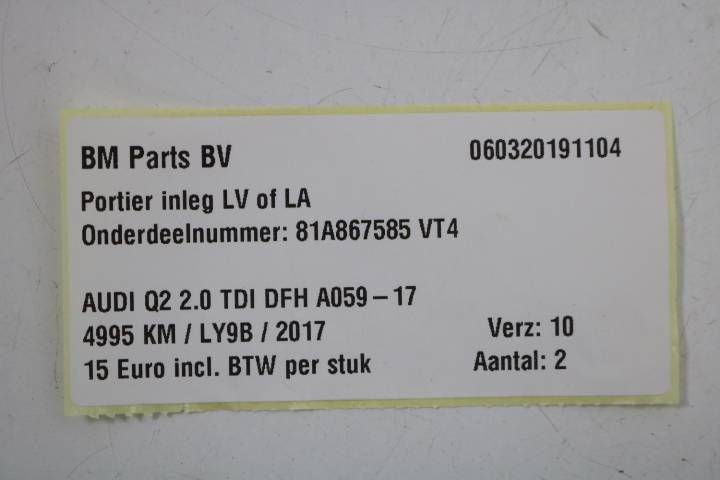 BM Parts BV 060320191104
Portier inleg LV of LA
Onderdeelnummer: 81A867585 VT4
AUDI Q2 2.0 TDI DFH A059-17
4995 KM / LY9B / 2017 Verz: 10
15 Euro incl. BTW per stuk Aantal: 2